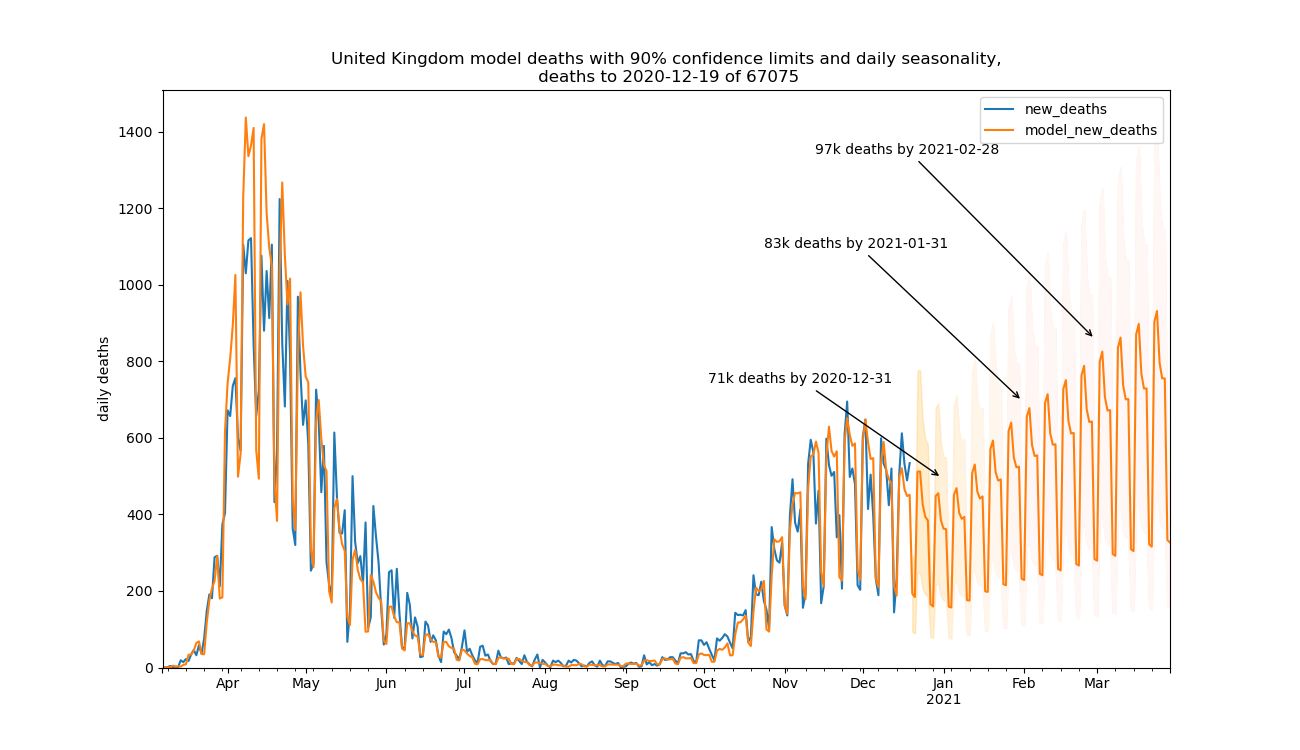 United Kingdom model deaths with 90% confidence limits and daily seasonality,
deaths to 2020-12-19 of 67075
new_deaths
model_new_deaths
97k deaths by 2021-02-28
83k deaths by 2021-01-31
71k deaths by 2020-12-31
daily deaths
1400
1200
1000
800
600
400
200
0
Apr May Jun Jul Aug Sep Oct Nov Dec Jan Feb Mar
2021